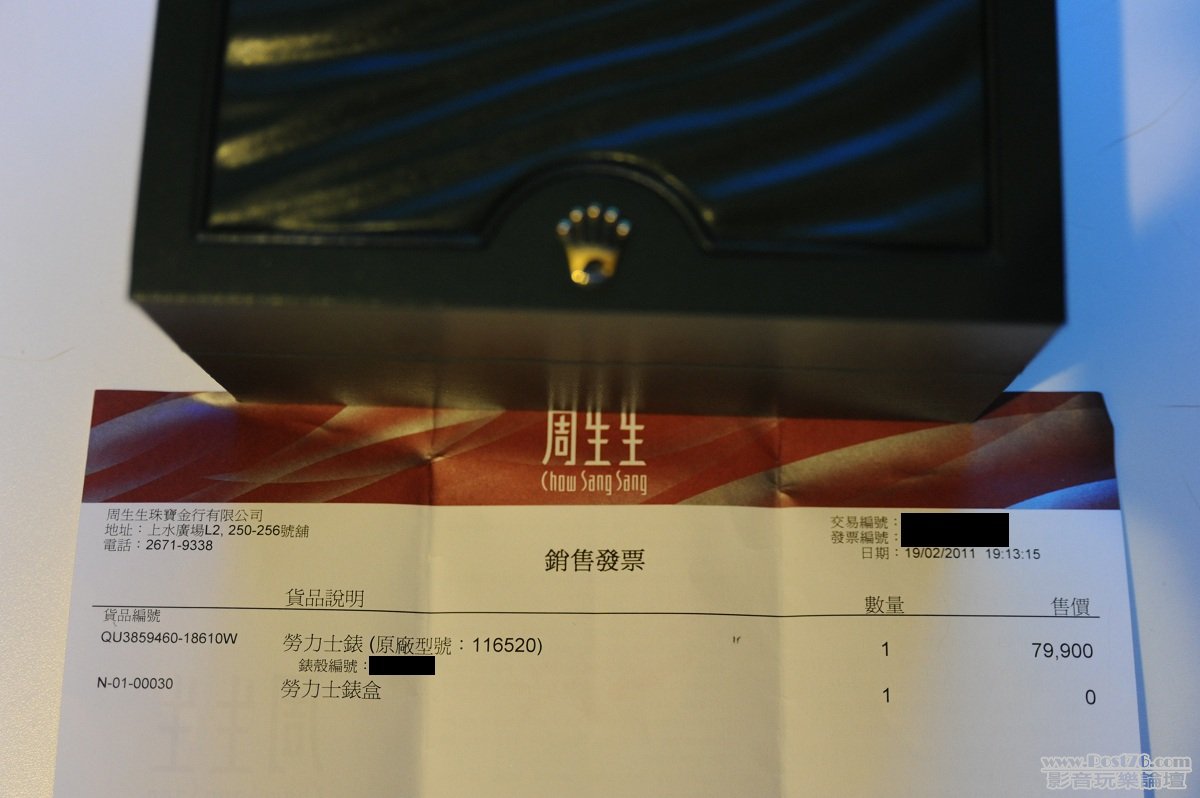 周生生
Chow Sang Sang
周生生珠寶金行有限公司
地址：上水廣場L2, 250-256號舖
電話：2671-9338
交易編號：
發票編號：
日期：19/02/2011 19:13:15
銷售發票
貨品編號 貨品說明 數量 售價
QU3859460-18610W 勞力士錶 (原廠型號：116520) 1 79,900
錶殼編號：
N-01-00030 勞力士錶盒 1 0
www.Post76.com
影音玩樂論壇